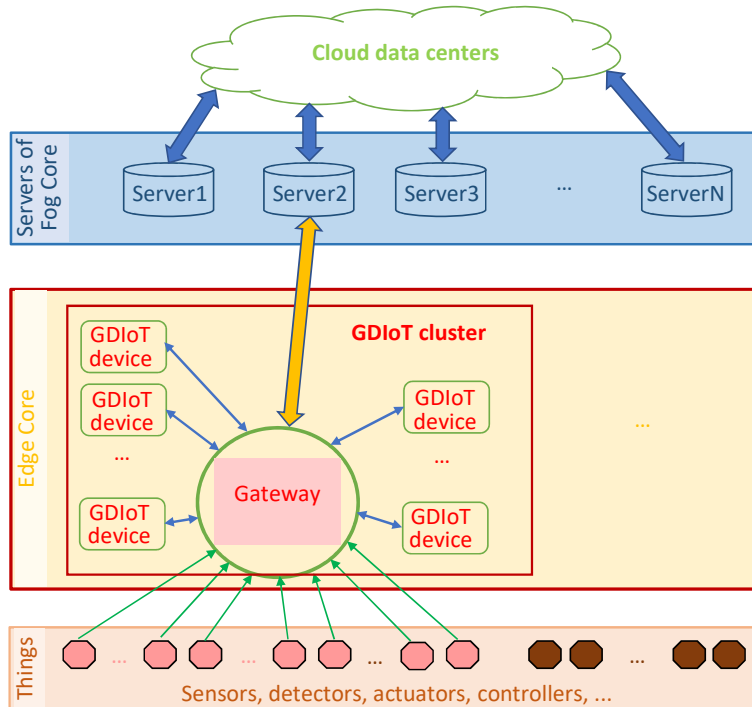 Cloud data centers
Servers of
Fog Core
Server1
Server2
Server3
...
ServerN
Edge Core
GDIoT cluster
GDIoT
device
GDIoT
device
...
GDIoT
device
GDIoT
device
...
GDIoT
device
Gateway
...
Things
... ... ... ...
Sensors, detectors, actuators, controllers, ...